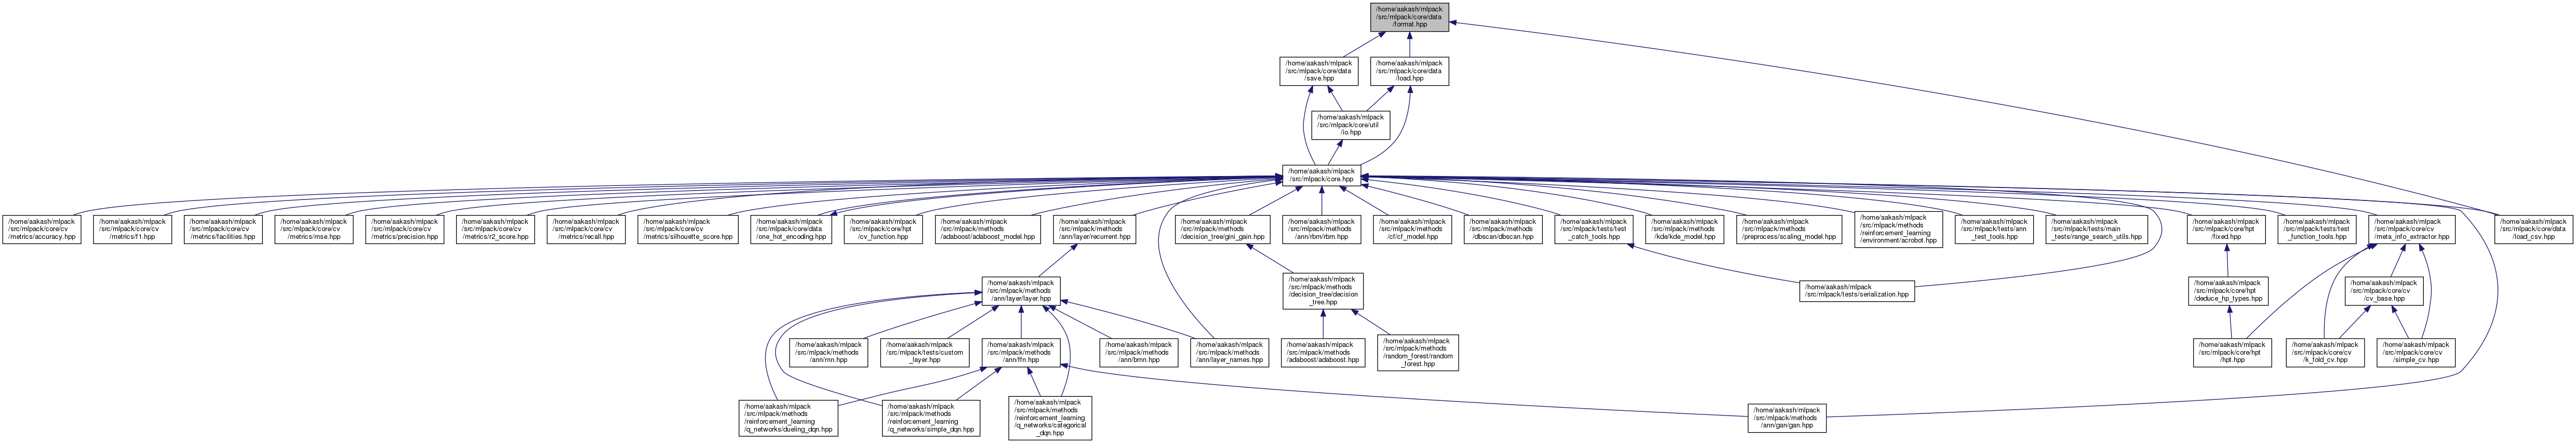 /home/aakash/mlpack
/src/mlpack/core/data
/format.hpp
/home/aakash/mlpack
/src/mlpack/core/data
/save.hpp
/home/aakash/mlpack
/src/mlpack/core/data
/load.hpp
/home/aakash/mlpack
/src/mlpack/core/util
/io.hpp
/home/aakash/mlpack
/src/mlpack/core.hpp
/home/aakash/mlpack
/src/mlpack/core/cv
/metrics/accuracy.hpp
/home/aakash/mlpack
/src/mlpack/core/cv
/metrics/f1.hpp
/home/aakash/mlpack
/src/mlpack/core/cv
/metrics/facilities.hpp
/home/aakash/mlpack
/src/mlpack/core/cv
/metrics/mse.hpp
/home/aakash/mlpack
/src/mlpack/core/cv
/metrics/precision.hpp
/home/aakash/mlpack
/src/mlpack/core/cv
/metrics/r2_score.hpp
/home/aakash/mlpack
/src/mlpack/core/cv
/metrics/recall.hpp
/home/aakash/mlpack
/src/mlpack/core/cv
/metrics/silhouette_score.hpp
/home/aakash/mlpack
/src/mlpack/core/data
/one_hot_encoding.hpp
/home/aakash/mlpack
/src/mlpack/core/hpt
/cv_function.hpp
/home/aakash/mlpack
/src/mlpack/methods
/adaboost/adaboost_model.hpp
/home/aakash/mlpack
/src/mlpack/methods
/ann/layer/recurrent.hpp
/home/aakash/mlpack
/src/mlpack/methods
/decision_tree/gini_gain.hpp
/home/aakash/mlpack
/src/mlpack/methods
/ann/rbm/rbm.hpp
/home/aakash/mlpack
/src/mlpack/methods
/cf/cf_model.hpp
/home/aakash/mlpack
/src/mlpack/methods
/dbscan/dbscan.hpp
/home/aakash/mlpack
/src/mlpack/tests/test
_catch_tools.hpp
/home/aakash/mlpack
/src/mlpack/methods
/kde/kde_model.hpp
/home/aakash/mlpack
/src/mlpack/methods
/preprocess/scaling_model.hpp
/home/aakash/mlpack
/src/mlpack/methods
/reinforcement_learning
/environment/acrobot.hpp
/home/aakash/mlpack
/src/mlpack/tests/ann
_test_tools.hpp
/home/aakash/mlpack
/src/mlpack/tests/main
_tests/range_search_utils.hpp
/home/aakash/mlpack
/src/mlpack/core/hpt
/fixed.hpp
/home/aakash/mlpack
/src/mlpack/tests/test
_function_tools.hpp
/home/aakash/mlpack
/src/mlpack/core/cv
/meta_info_extractor.hpp
/home/aakash/mlpack
/src/mlpack/core/data
/load_csv.hpp
/home/aakash/mlpack
/src/mlpack/methods
/ann/layer/layer.hpp
/home/aakash/mlpack
/src/mlpack/methods
/decision_tree/decision
_tree.hpp
/home/aakash/mlpack
/src/mlpack/tests/serialization.hpp
/home/aakash/mlpack
/src/mlpack/core/hpt
/deduce_hp_types.hpp
/home/aakash/mlpack
/src/mlpack/core/cv
/cv_base.hpp
/home/aakash/mlpack
/src/mlpack/methods
/ann/rnn.hpp
/home/aakash/mlpack
/src/mlpack/tests/custom
_layer.hpp
/home/aakash/mlpack
/src/mlpack/methods
/ann/ffn.hpp
/home/aakash/mlpack
/src/mlpack/methods
/ann/brnn.hpp
/home/aakash/mlpack
/src/mlpack/methods
/ann/layer_names.hpp
/home/aakash/mlpack
/src/mlpack/methods
/adaboost/adaboost.hpp
/home/aakash/mlpack
/src/mlpack/methods
/random_forest/random
_forest.hpp
/home/aakash/mlpack
/src/mlpack/core/hpt
/hpt.hpp
/home/aakash/mlpack
/src/mlpack/core/cv
/k_fold_cv.hpp
/home/aakash/mlpack
/src/mlpack/core/cv
/simple_cv.hpp
/home/aakash/mlpack
/src/mlpack/methods
/reinforcement_learning
/q_networks/dueling_dqn.hpp
/home/aakash/mlpack
/src/mlpack/methods
/reinforcement_learning
/q_networks/simple_dqn.hpp
/home/aakash/mlpack
/src/mlpack/methods
/reinforcement_learning
/q_networks/categorical
_dqn.hpp
/home/aakash/mlpack
/src/mlpack/methods
/ann/gan/gan.hpp